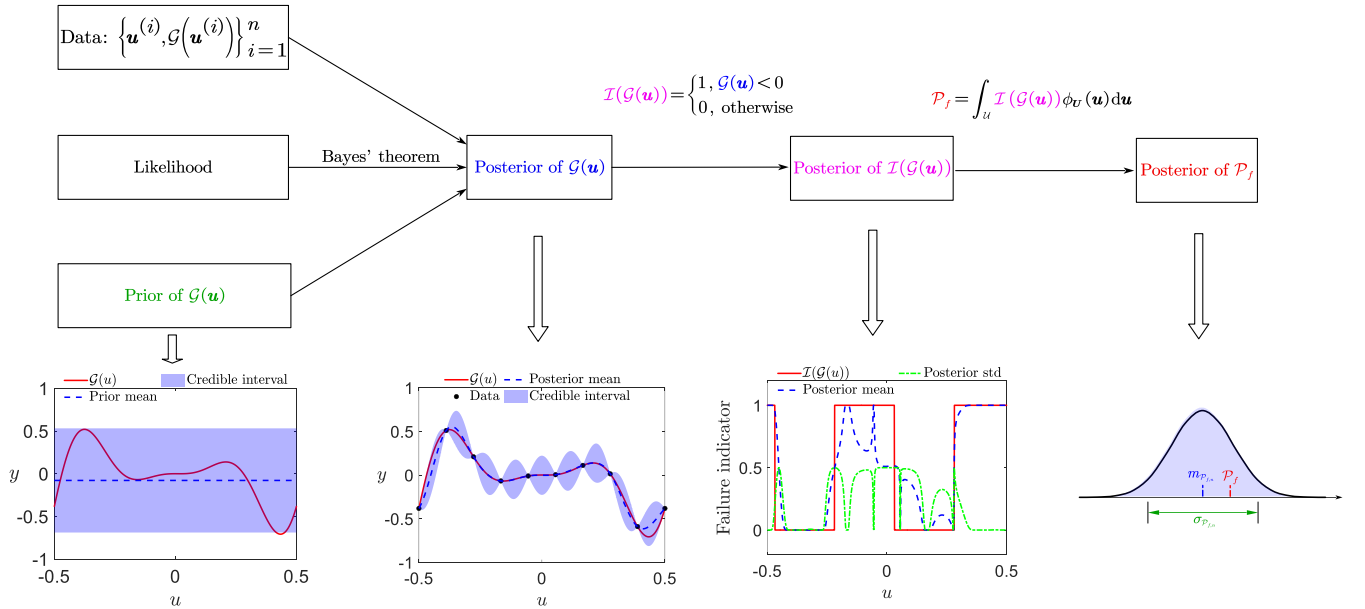 Data: {𝒖^(i), 𝒢(𝒖^(i))}_{i=1}^n
ℐ(𝒢(𝒖))={1, 𝒢(𝒖)<0
0, otherwise
𝒫_f=∫_𝒰 ℐ(𝒢(𝒖))ϕ_𝑼(𝒖)d𝒖
Likelihood
Bayes' theorem
Posterior of 𝒢(𝒖)
Posterior of ℐ(𝒢(𝒖))
Posterior of 𝒫_f
Prior of 𝒢(𝒖)
𝒢(u)
Credible interval
Prior mean
1
0.5
0
-0.5
-1
y
-0.5
0
0.5
u
𝒢(u)
Posterior mean
Data
Credible interval
1
0.5
0
-0.5
-1
y
-0.5
0
0.5
u
ℐ(𝒢(u))
Posterior std
Posterior mean
1
0.5
0
Failure indicator
-0.5
0
0.5
u
m_{𝒫_{f,n}}
𝒫_f
σ_{𝒫_{f,n}}